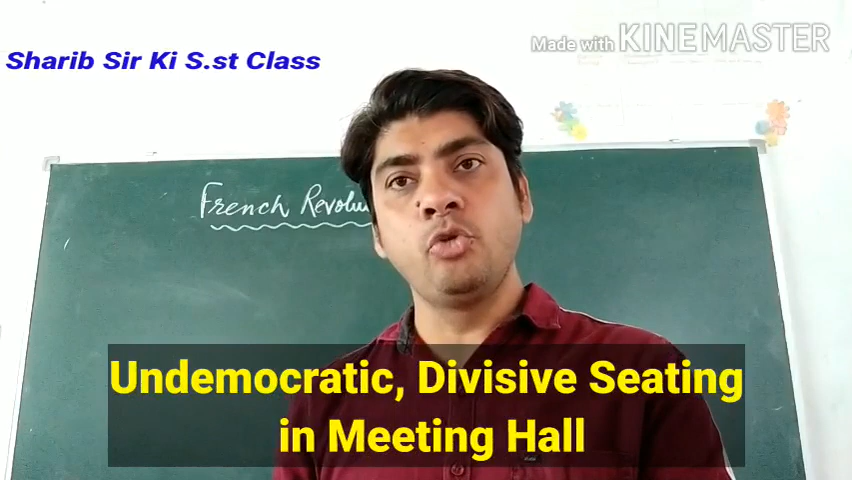 Made with KINEMASTER
Sharib Sir Ki S.st Class
French Revolu
Undemocratic, Divisive Seating
in Meeting Hall